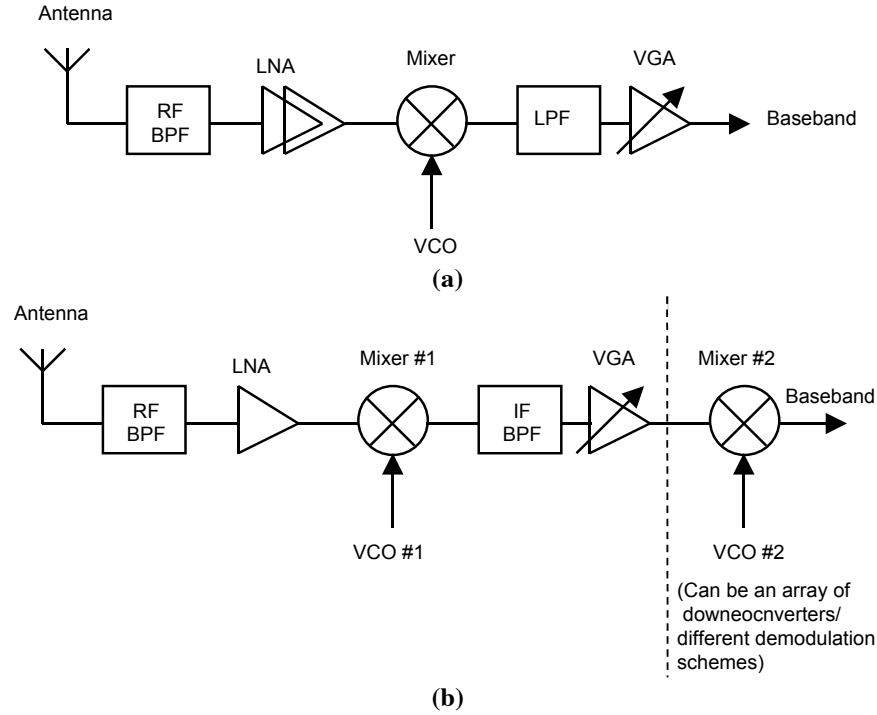 Antenna
LNA
Mixer
VGA
RF
BPF
LPF
Baseband
VCO
(a)
Antenna
LNA
Mixer #1
VGA
Mixer #2
RF
BPF
IF
BPF
Baseband
VCO #1
VCO #2
(Can be an array of
downeocnverters/
different demodulation
schemes)
(b)